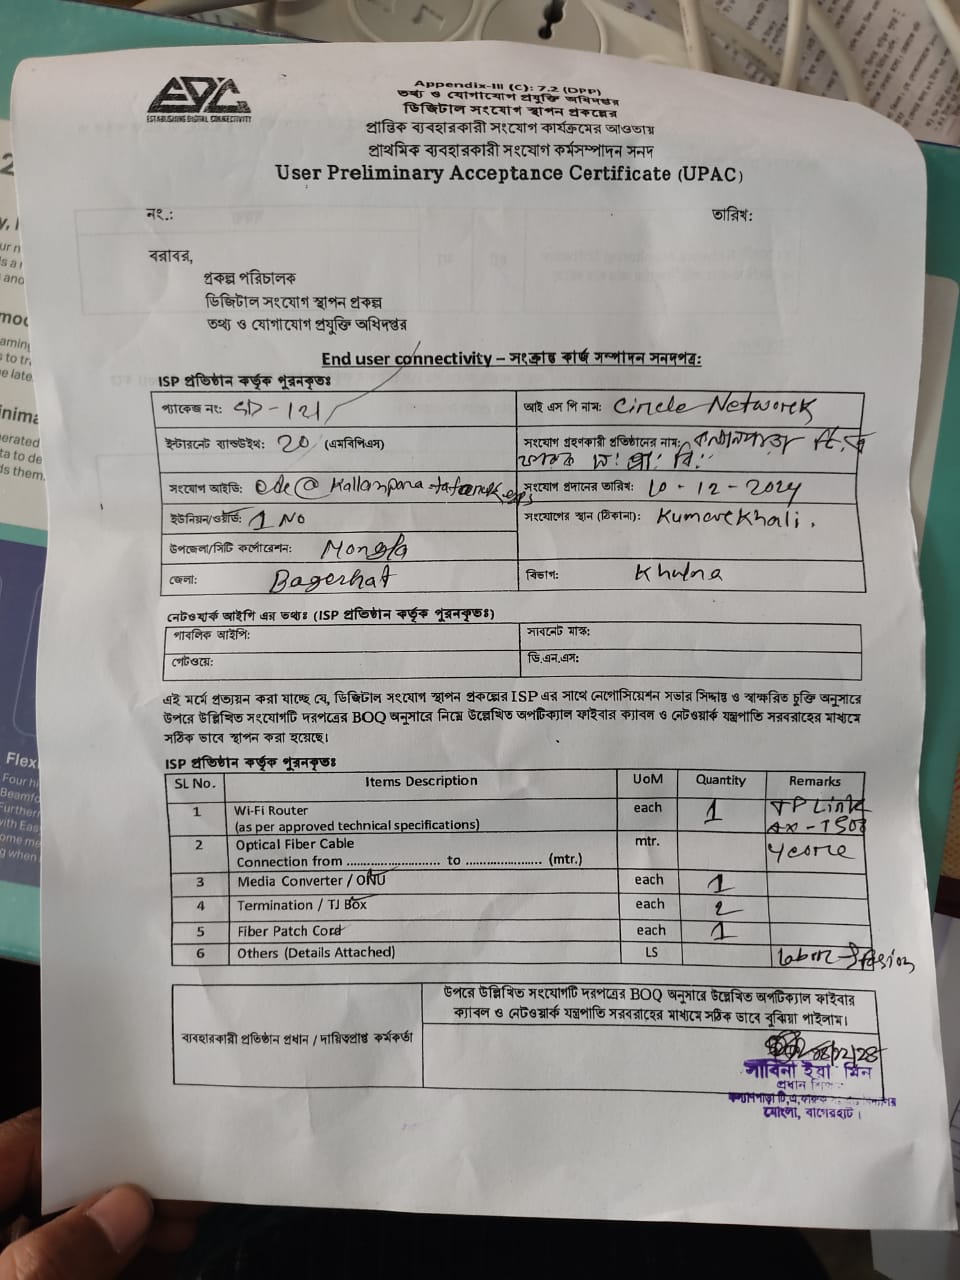 EDC
ESTABLISHING DIGITAL CONNECTIVITY
Appendix-III (C): 7.2 (DPP)
তথ্য ও যোগাযোগ প্রযুক্তি অধিদপ্তর
ডিজিটাল সংযোগ স্থাপন প্রকল্পের
প্রান্তিক ব্যবহারকারী সংযোগ কার্যক্রমের আওতায়
প্রাথমিক ব্যবহারকারী সংযোগ কর্মসম্পাদন সনদ
User Preliminary Acceptance Certificate (UPAC)
নং.: তারিখ:
বরাবর,
প্রকল্প পরিচালক
ডিজিটাল সংযোগ স্থাপন প্রকল্প
তথ্য ও যোগাযোগ প্রযুক্তি অধিদপ্তর
End user connectivity – সংক্রান্ত কার্জ সম্পাদন সনদপত্র:
ISP প্রতিষ্ঠান কর্তৃক পূরনকৃতঃ
প্যাকেজ নং: SD-121 আই এস পি নাম: Circle Network
ইন্টারনেট ব্যান্ডউইথ: 20 (এমবিপিএস) সংযোগ গ্রহণকারী প্রতিষ্ঠানের নাম:
সংযোগ আইডি: সংযোগ প্রদানের তারিখ: 10-12-2024
ইউনিয়ন/ওয়ার্ড: 1 No সংযোগের স্থান (ঠিকানা): Kumarekhali.
উপজেলা/সিটি কর্পোরেশন: Mongla
জেলা: Bagerhat বিভাগ: Khulna
নেটওয়ার্ক আইপি এর তথ্যঃ (ISP প্রতিষ্ঠান কর্তৃক পূরনকৃতঃ)
পাবলিক আইপি: সাবনেট মাস্ক:
গেটওয়ে: ডি.এন.এস:
এই মর্মে প্রত্যয়ন করা যাচ্ছে যে, ডিজিটাল সংযোগ স্থাপন প্রকল্পের ISP এর সাথে নেগোসিয়েশন সভার সিদ্ধান্ত ও স্বাক্ষরিত চুক্তি অনুসারে
উপরে উল্লিখিত সংযোগটি দরপত্রের BOQ অনুসারে নিম্নে উল্লেখিত অপটিক্যাল ফাইবার ক্যাবল ও নেটওয়ার্ক যন্ত্রপাতি সরবরাহের মাধ্যমে
সঠিক ভাবে স্থাপন করা হয়েছে।
ISP প্রতিষ্ঠান কর্তৃক পূরনকৃতঃ
SL No. Items Description UoM Quantity Remarks
1 Wi-Fi Router each 1 TP Link
(as per approved technical specifications)
2 Optical Fiber Cable mtr. 4 core
Connection from .......................... to ..................... (mtr.)
3 Media Converter / ONU each 1
4 Termination / TJ Box each 2
5 Fiber Patch Cord each 1
6 Others (Details Attached) LS
উপরে উল্লিখিত সংযোগটি দরপত্রের BOQ অনুসারে উল্লেখিত অপটিক্যাল ফাইবার
ক্যাবল ও নেটওয়ার্ক যন্ত্রপাতি সরবরাহের মাধ্যমে সঠিক ভাবে বুঝিয়া পাইলাম।
ব্যবহারকারী প্রতিষ্ঠান প্রধান / দায়িত্বপ্রাপ্ত কর্মকর্তা
প্রধান
মোংলা, বাগেরহাট।